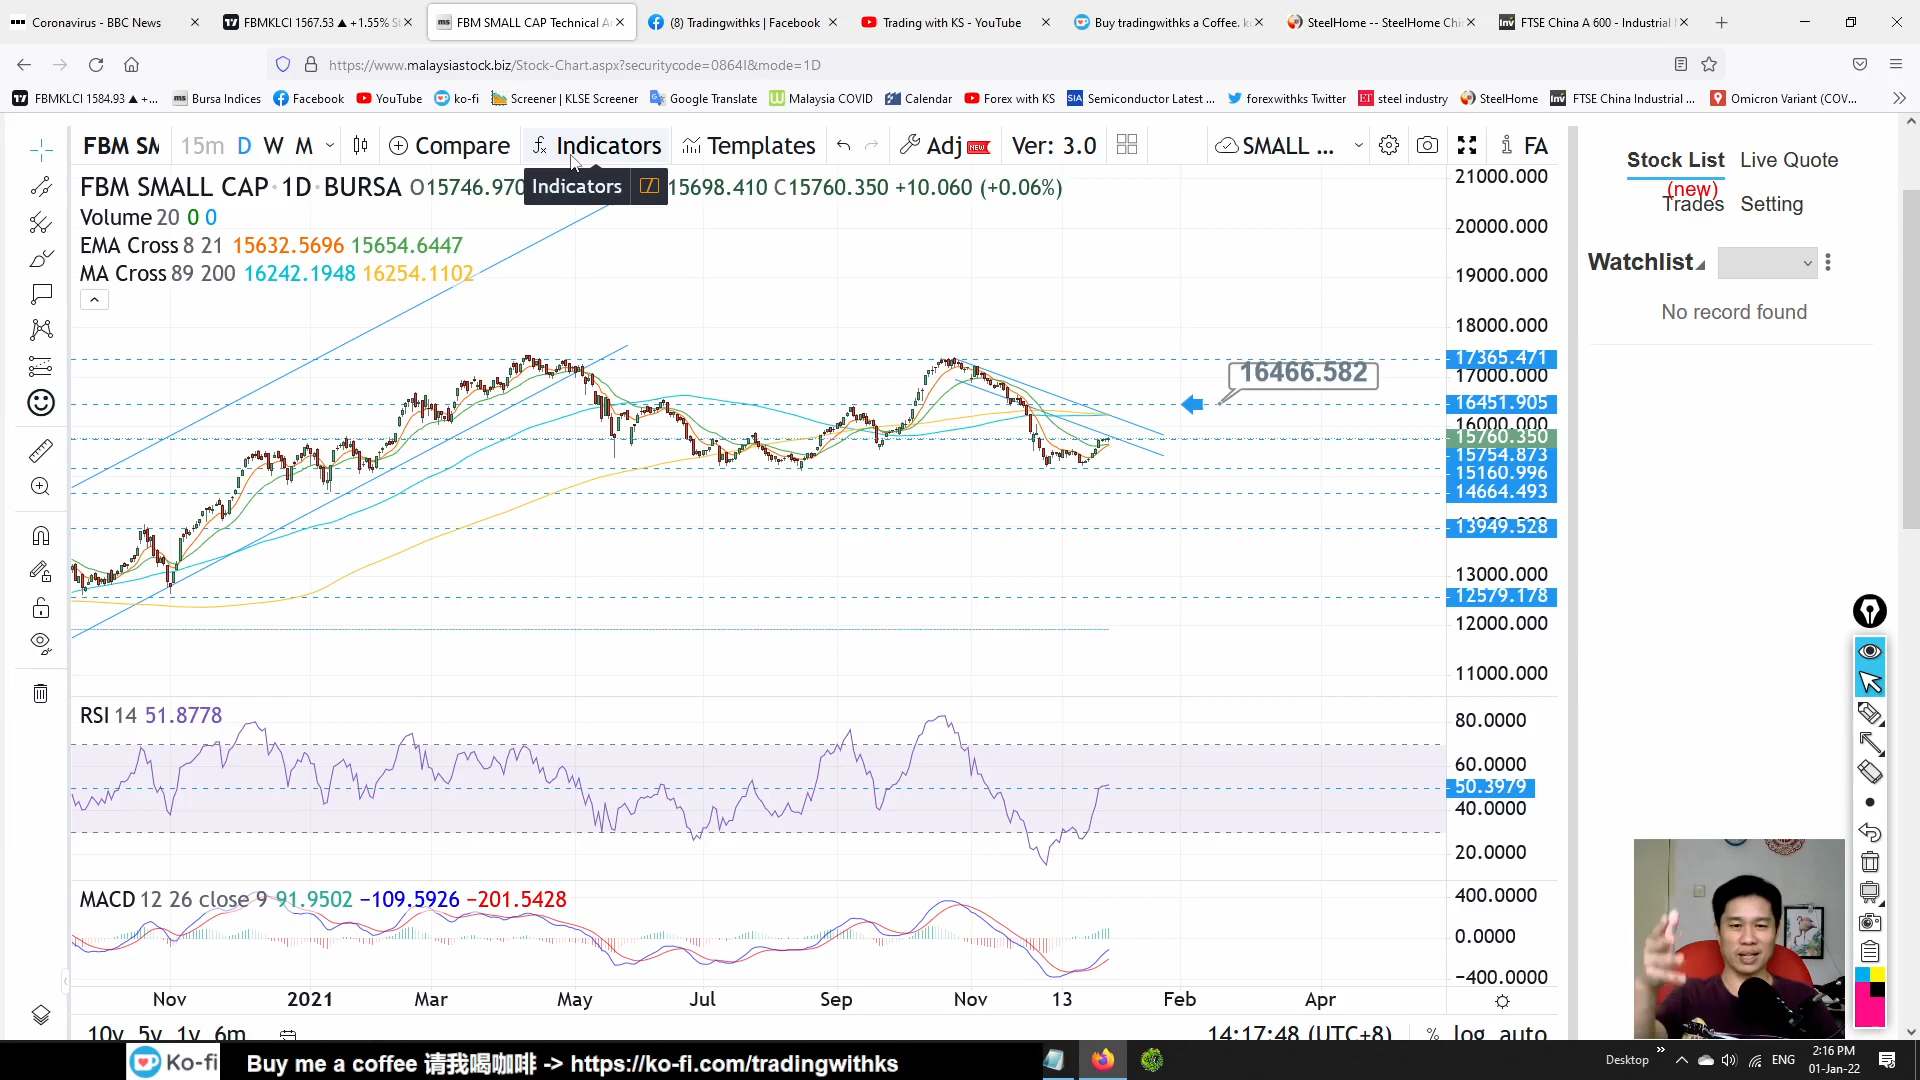 Coronavirus - BBC News
FBMKLCI 1567.53 ▲ +1.55% St
FBM SMALL CAP Technical A
(8) Tradingwithks | Facebook
Trading with KS - YouTube
Buy tradingwithks a Coffee. ko
SteelHome -- SteelHome Chi
FTSE China A 600 - Industrial M
https://www.malaysiastock.biz/Stock-Chart.aspx?securitycode=0864I&mode=1D
FBMKLCI 1584.93 ▲ +...
Bursa Indices
Facebook
YouTube
ko-fi
Screener | KLSE Screener
Google Translate
Malaysia COVID
Calendar
Forex with KS
Semiconductor Latest ...
forexwithks Twitter
steel industry
SteelHome
FTSE China Industrial ...
Omicron Variant (COV...
FBM SM 15m D W M Compare Indicators Templates Adj NEW Ver: 3.0 SMALL ... FA
FBM SMALL CAP · 1D · BURSA O15746.970 15698.410 C15760.350 +10.060 (+0.06%)
Indicators /
Volume 20 0 0
EMA Cross 8 21 15632.5696 15654.6447
MA Cross 89 200 16242.1948 16254.1102
16466.582
21000.000
20000.000
19000.000
18000.000
17365.471
17000.000
16451.905
16000.000
15760.350
15754.873
15160.996
14664.493
13949.528
13000.000
12579.178
12000.000
11000.000
RSI 14 51.8778
80.0000
60.0000
50.3979
40.0000
20.0000
MACD 12 26 close 9 91.9502 −109.5926 −201.5428
400.0000
0.0000
−400.0000
Nov 2021 Mar May Jul Sep Nov 13 Feb Apr
10y 5y 1y 6m 14:17:48 (UTC+8) % log auto
Stock List Live Quote
(new)
Trades Setting
Watchlist
No record found
Ko-fi Buy me a coffee 请我喝咖啡 -> https://ko-fi.com/tradingwithks
Desktop
ENG
2:16 PM
01-Jan-22